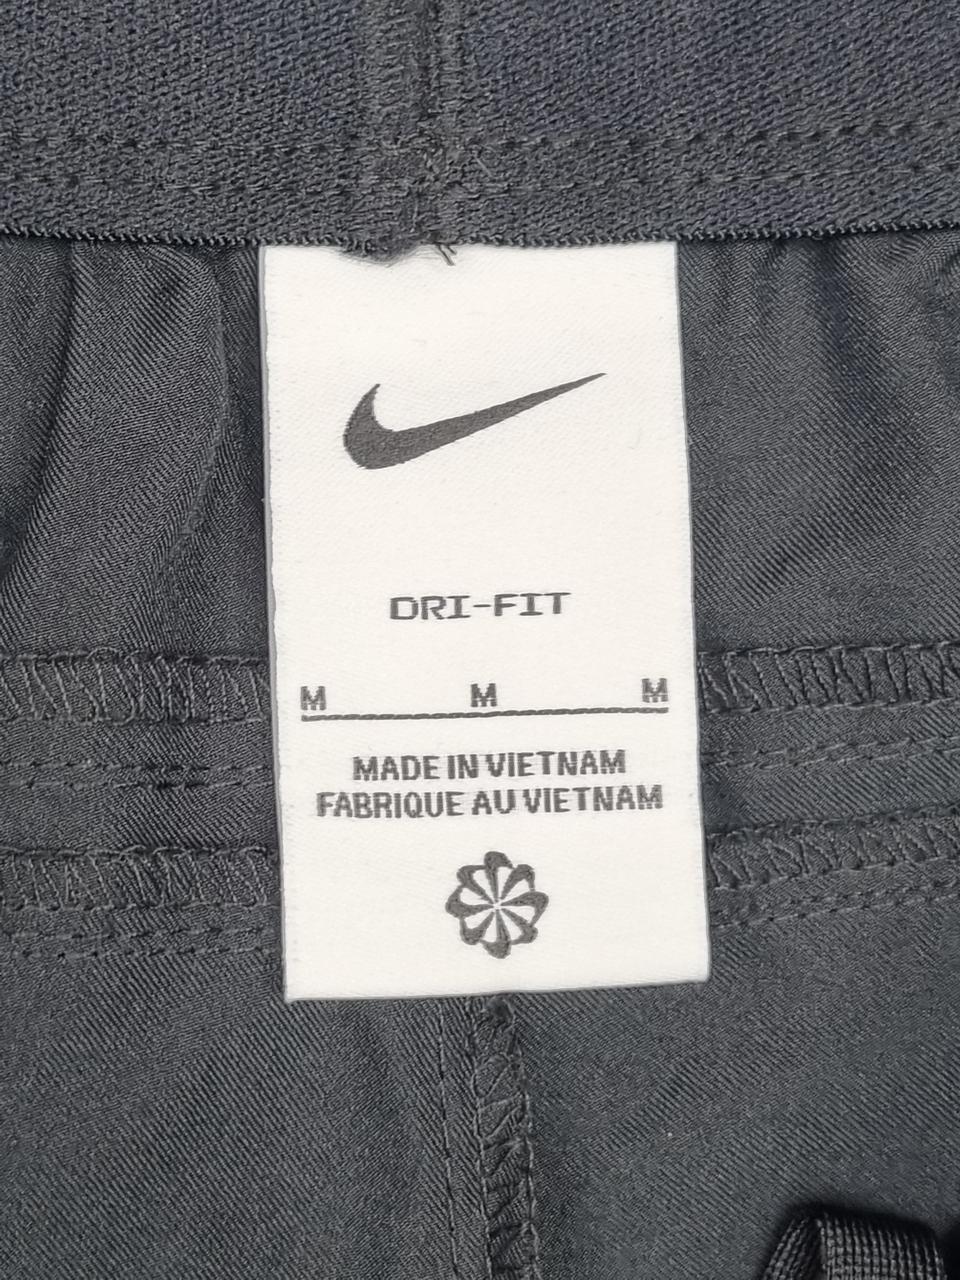 DRI-FIT
M M M
MADE IN VIETNAM
FABRIQUE AU VIETNAM